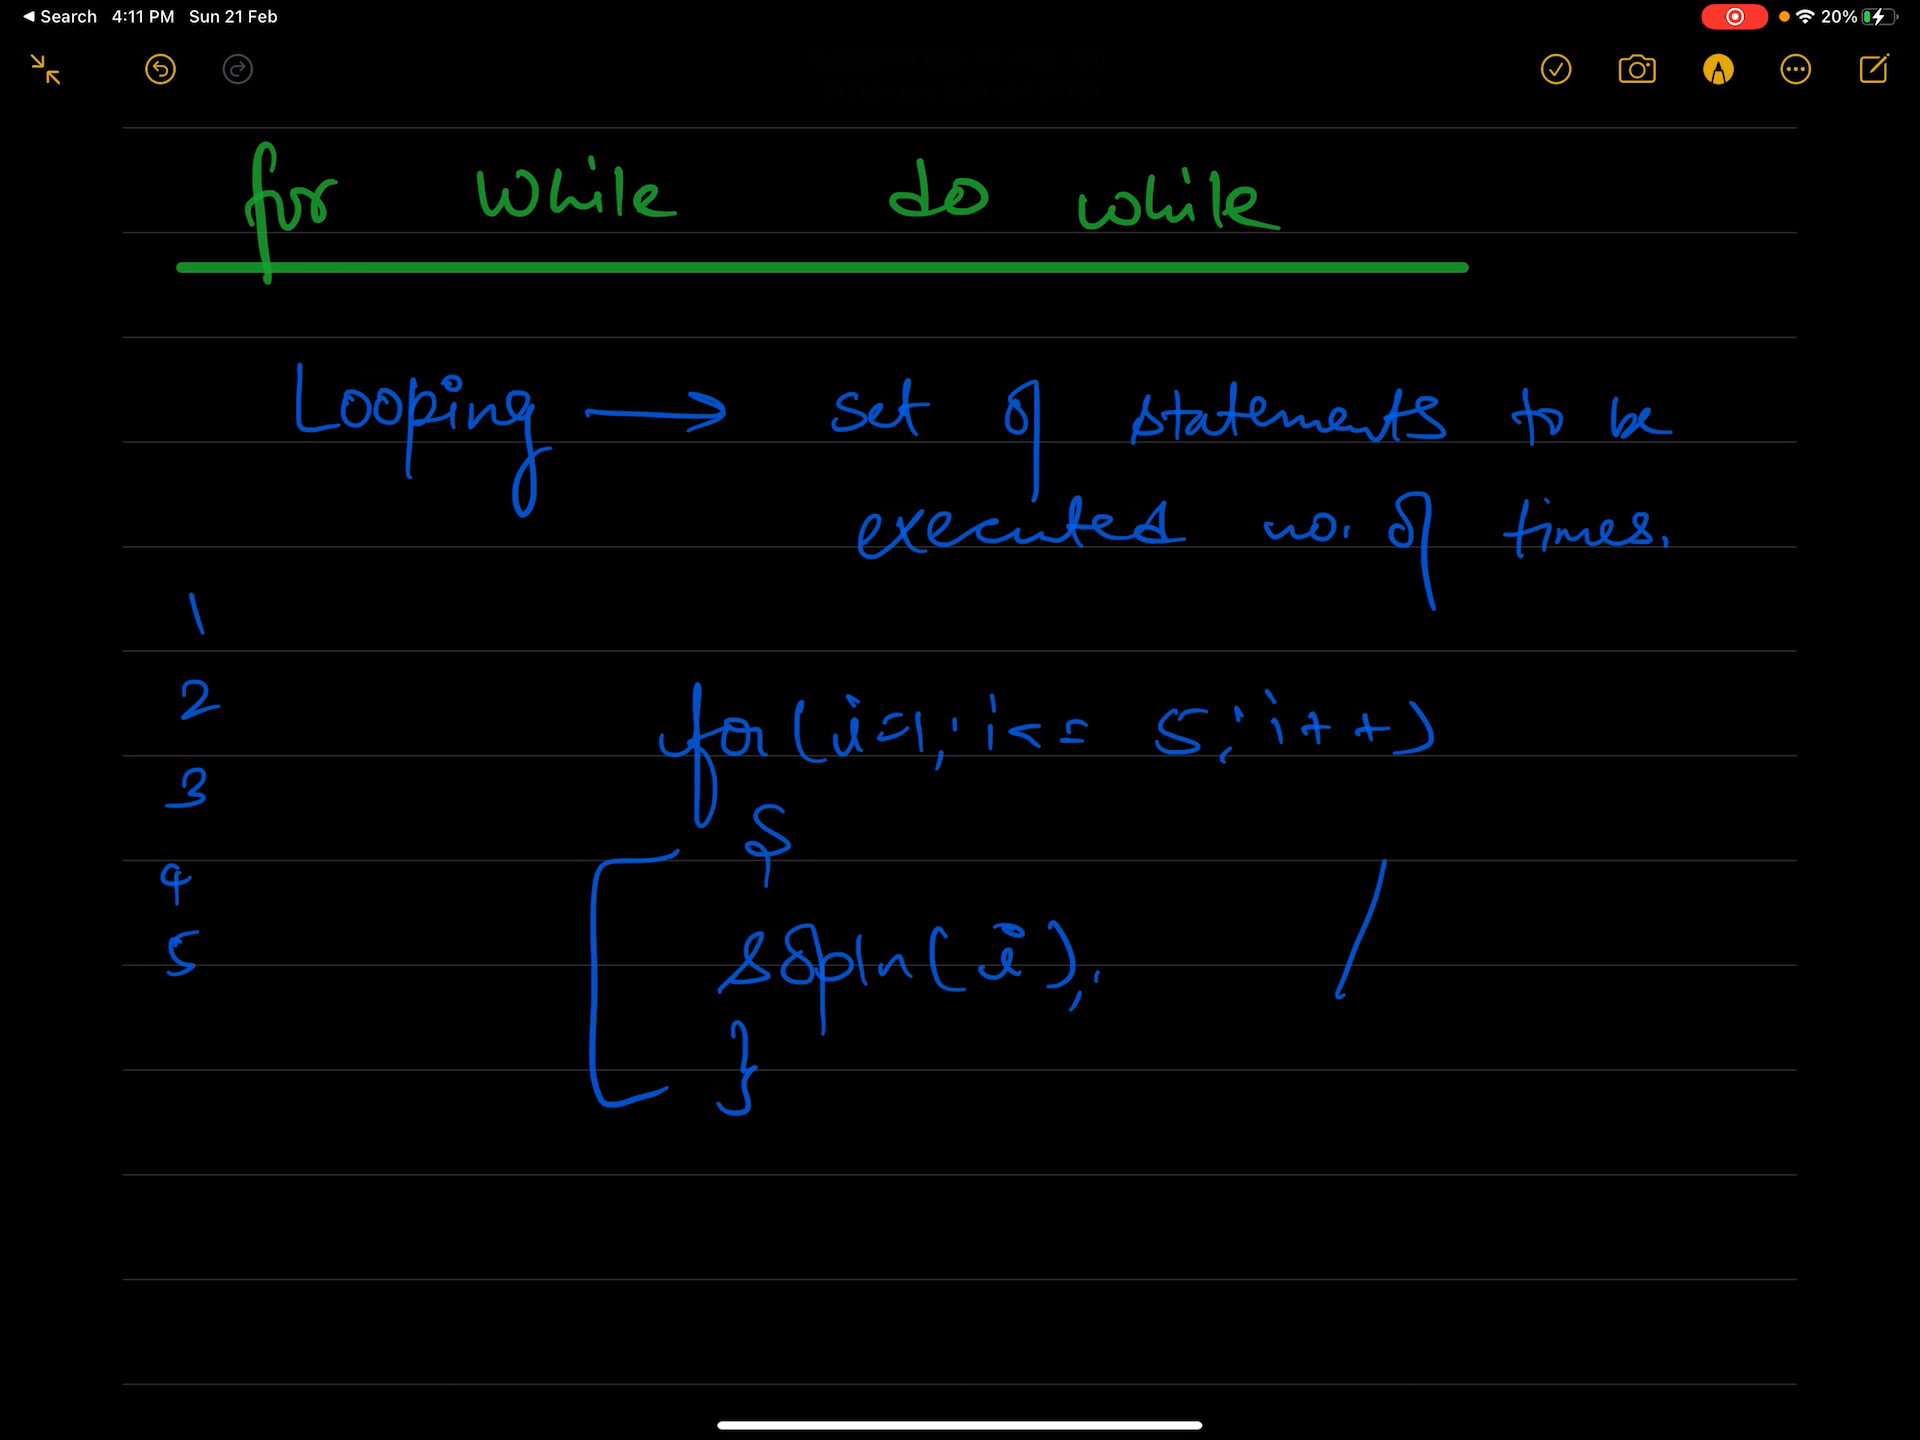 Search 4:11 PM Sun 21 Feb 20%
for while do while
Looping → set of statements to be
executed no. of times.
1
2
for(i=1; i<= 5; i++)
3
{
4
sopln(i);
5
}